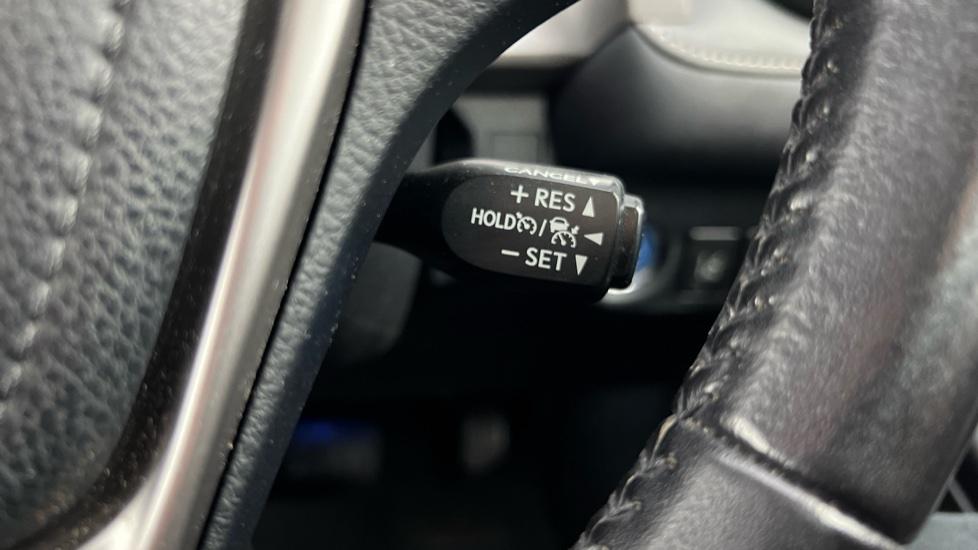 CANCEL
+ RES ▲
HOLD / ◀
− SET ▼